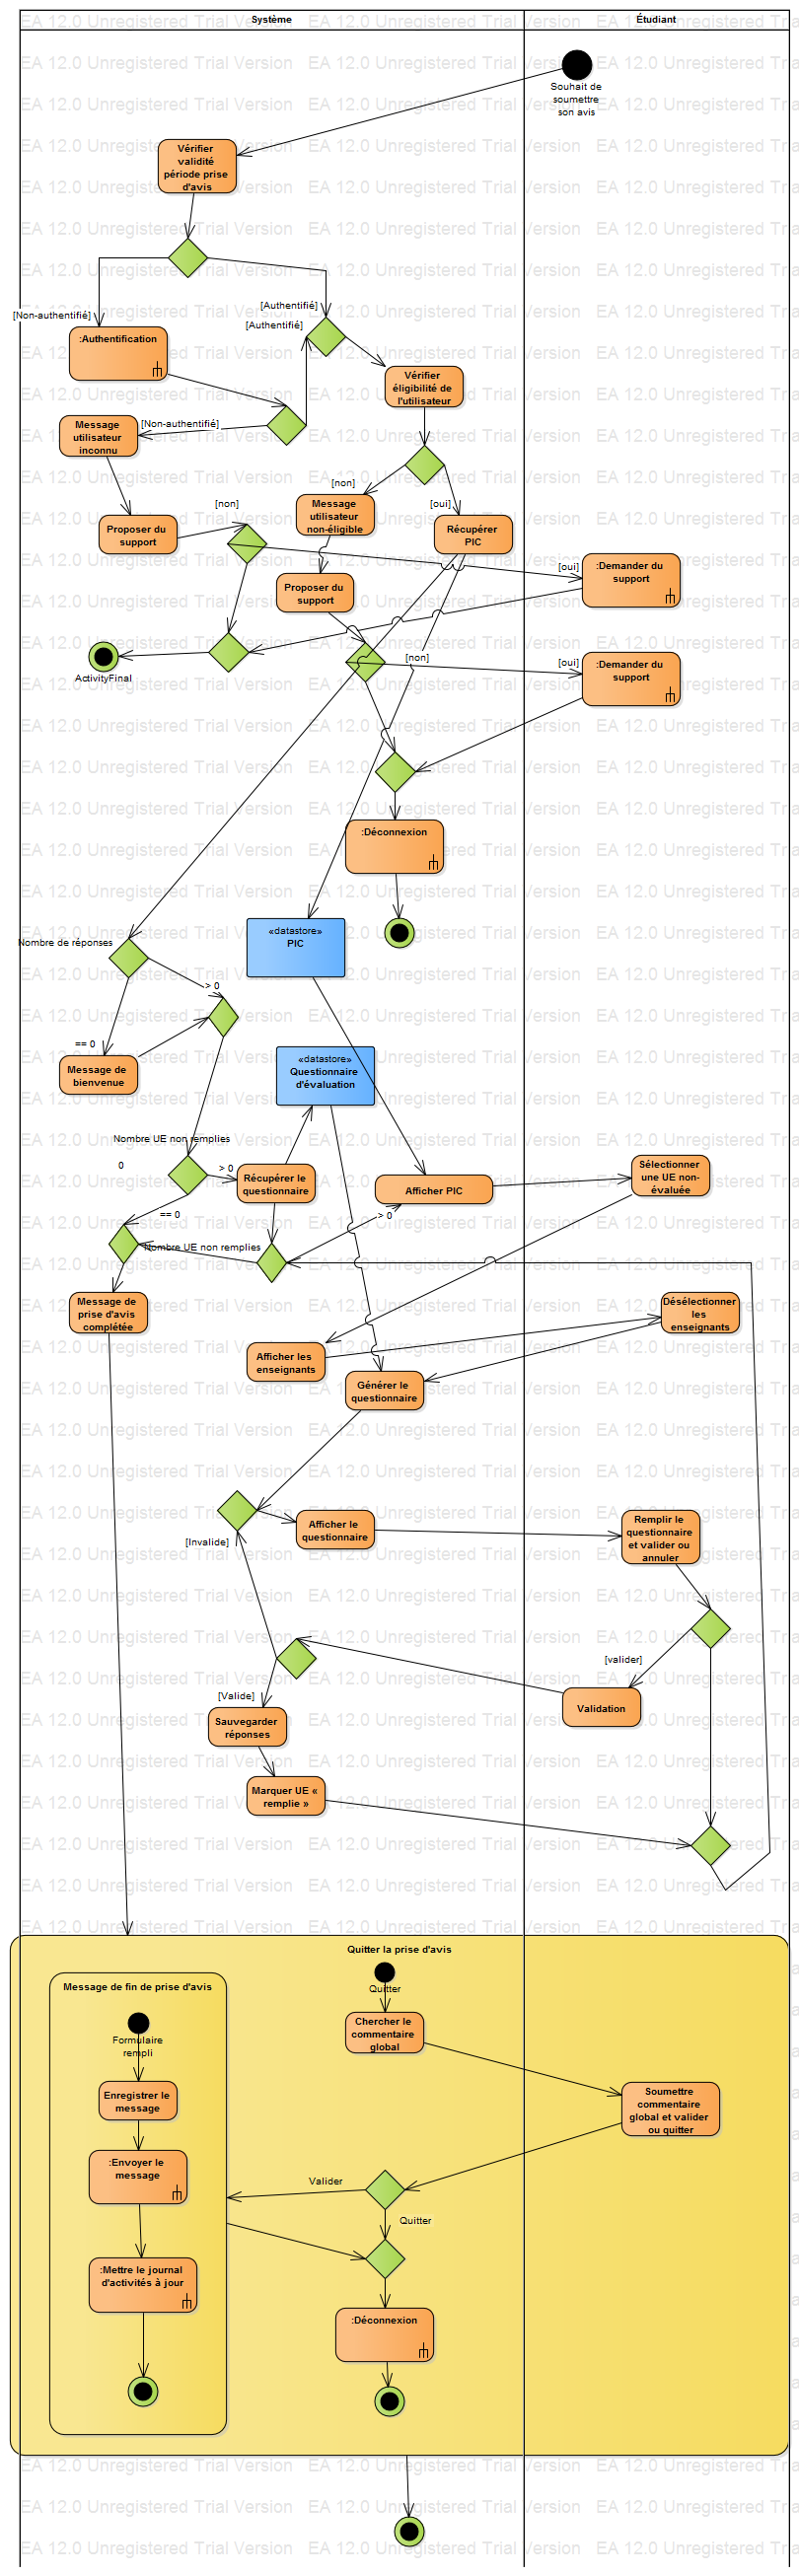 Système
Étudiant
Souhait de
soumettre
son avis
Vérifier
validité
période prise
d'avis
[Non-authentifié]
[Authentifié]
[Authentifié]
:Authentification
Vérifier
éligibilité de
l'utilisateur
[Non-authentifié]
Message
utilisateur
inconnu
[non]
[oui]
Message
utilisateur
non-éligible
Récupérer
PIC
[non]
Proposer du
support
[oui]
:Demander du
support
Proposer du
support
ActivityFinal
[non]
[oui]
:Demander du
support
:Déconnexion
«datastore»
PIC
Nombre de réponses
> 0
== 0
Message de
bienvenue
«datastore»
Questionnaire
d'évaluation
Nombre UE non remplies
0
> 0
Récupérer le
questionnaire
Afficher PIC
Sélectionner
une UE non-
évaluée
== 0
> 0
Nombre UE non remplies
Message de
prise d'avis
complétée
Désélectionner
les
enseignants
Afficher les
enseignants
Générer le
questionnaire
[Invalide]
Afficher le
questionnaire
Remplir le
questionnaire
et valider ou
annuler
[valider]
Validation
[Valide]
Sauvegarder
réponses
Marquer UE «
remplie »
Quitter la prise d'avis
Message de fin de prise d'avis
Quitter
Chercher le
commentaire
global
Formulaire
rempli
Enregistrer le
message
Soumettre
commentaire
global et valider
ou quitter
:Envoyer le
message
Valider
Quitter
:Mettre le journal
d'activités à jour
:Déconnexion
EA 12.0 Unregistered Trial Version